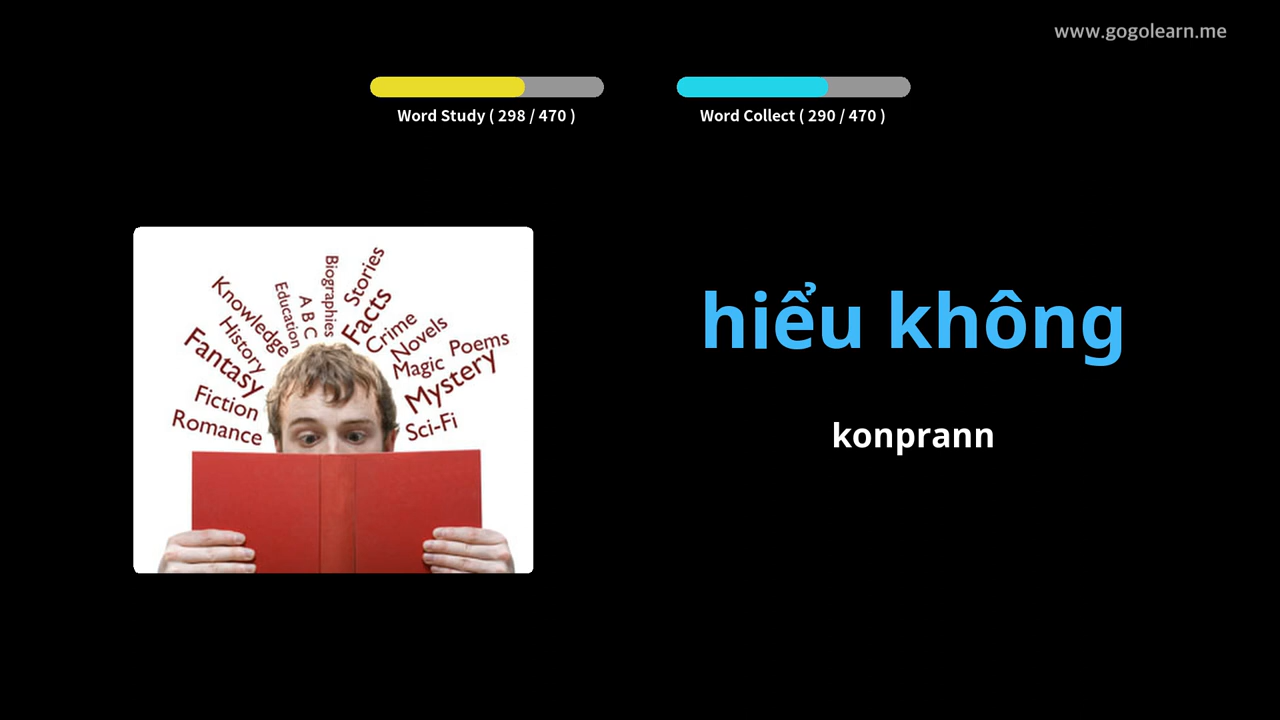 www.gogolearn.me
Word Study ( 298 / 470 )
Word Collect ( 290 / 470 )
Biographies
Stories
Education
A B C
Facts
Knowledge
Crime
History
Novels
Fantasy
Magic
Poems
Mystery
Fiction
Romance
Sci-Fi
hiểu không
konprann